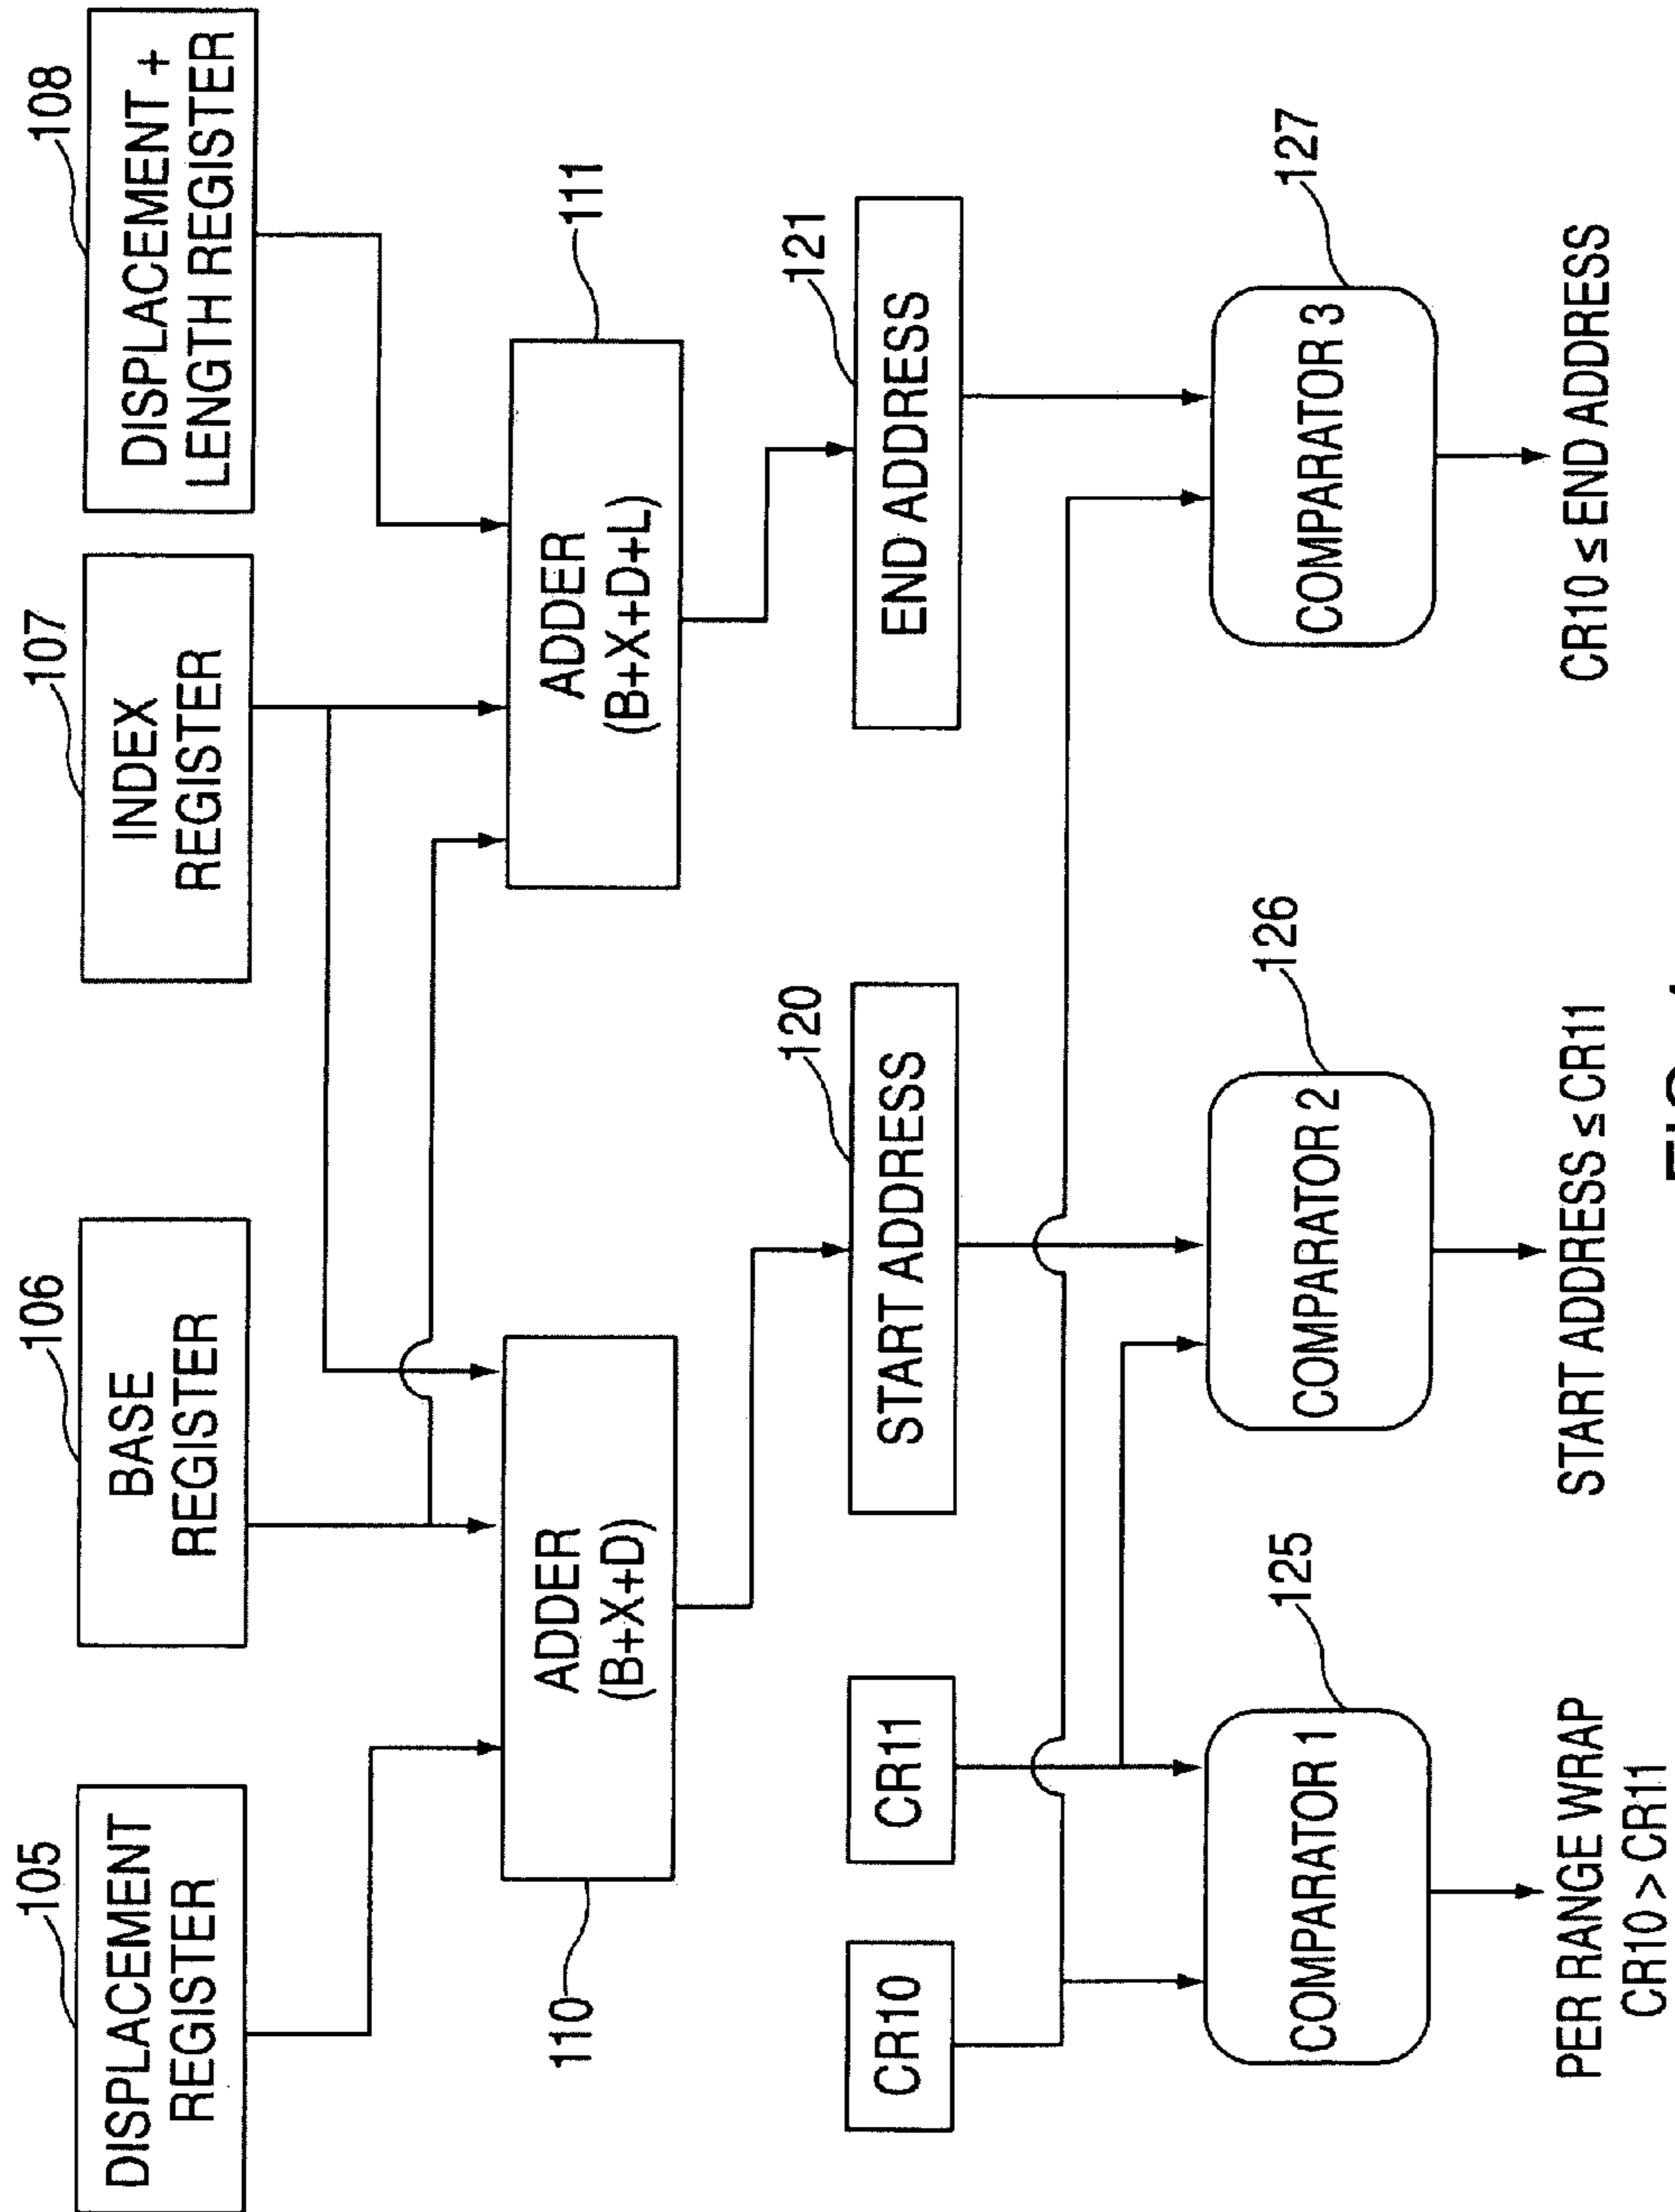 105
DISPLACEMENT
REGISTER
106
BASE
REGISTER
107
INDEX
REGISTER
108
DISPLACEMENT +
LENGTH REGISTER
110
ADDER
(B+X+D)
111
ADDER
(B+X+D+L)
CR10
CR11
120
START ADDRESS
121
END ADDRESS
125
COMPARATOR 1
126
COMPARATOR 2
127
COMPARATOR 3
PER RANGE WRAP
CR10 > CR11
START ADDRESS ≤ CR11
CR10 ≤ END ADDRESS